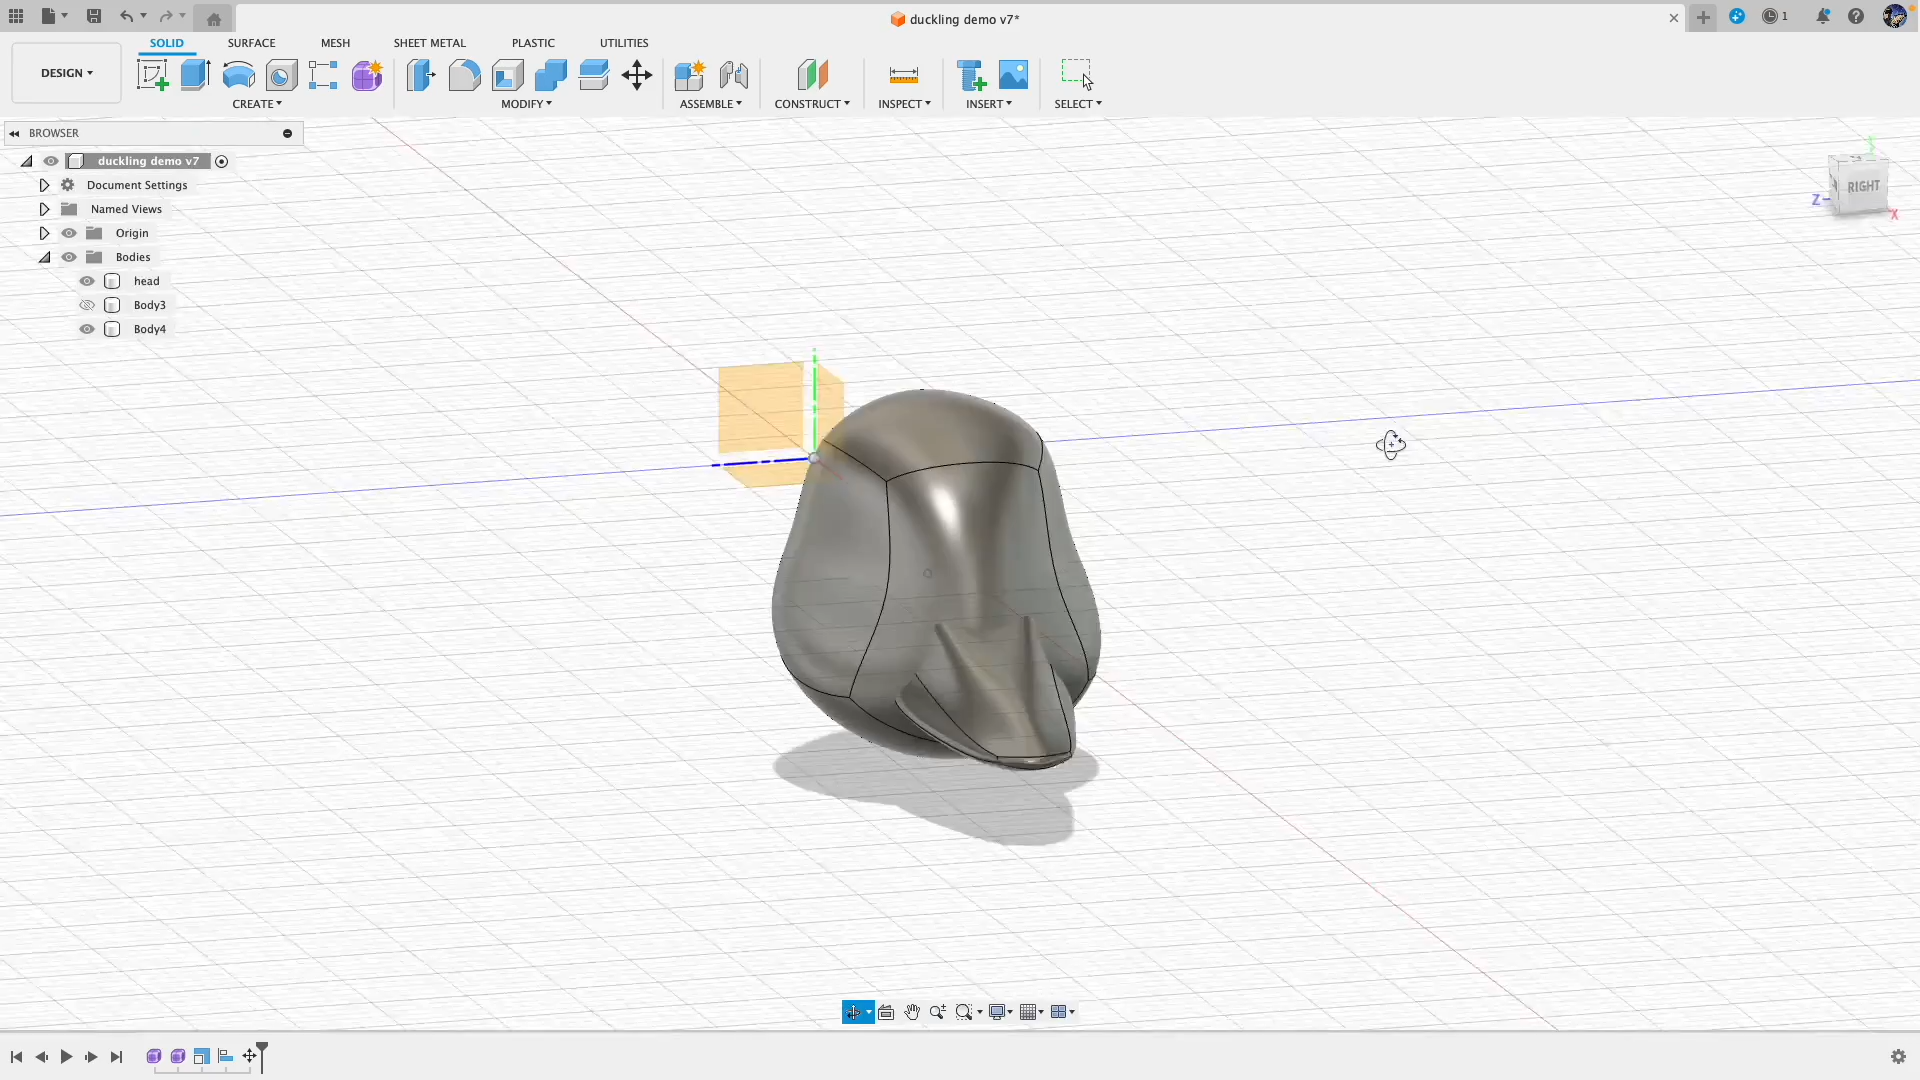 duckling demo v7*
1
DESIGN
SOLID
SURFACE
MESH
SHEET METAL
PLASTIC
UTILITIES
CREATE
MODIFY
ASSEMBLE
CONSTRUCT
INSPECT
INSERT
SELECT
BROWSER
duckling demo v7
Document Settings
Named Views
Origin
Bodies
head
Body3
Body4
RIGHT
Z
X